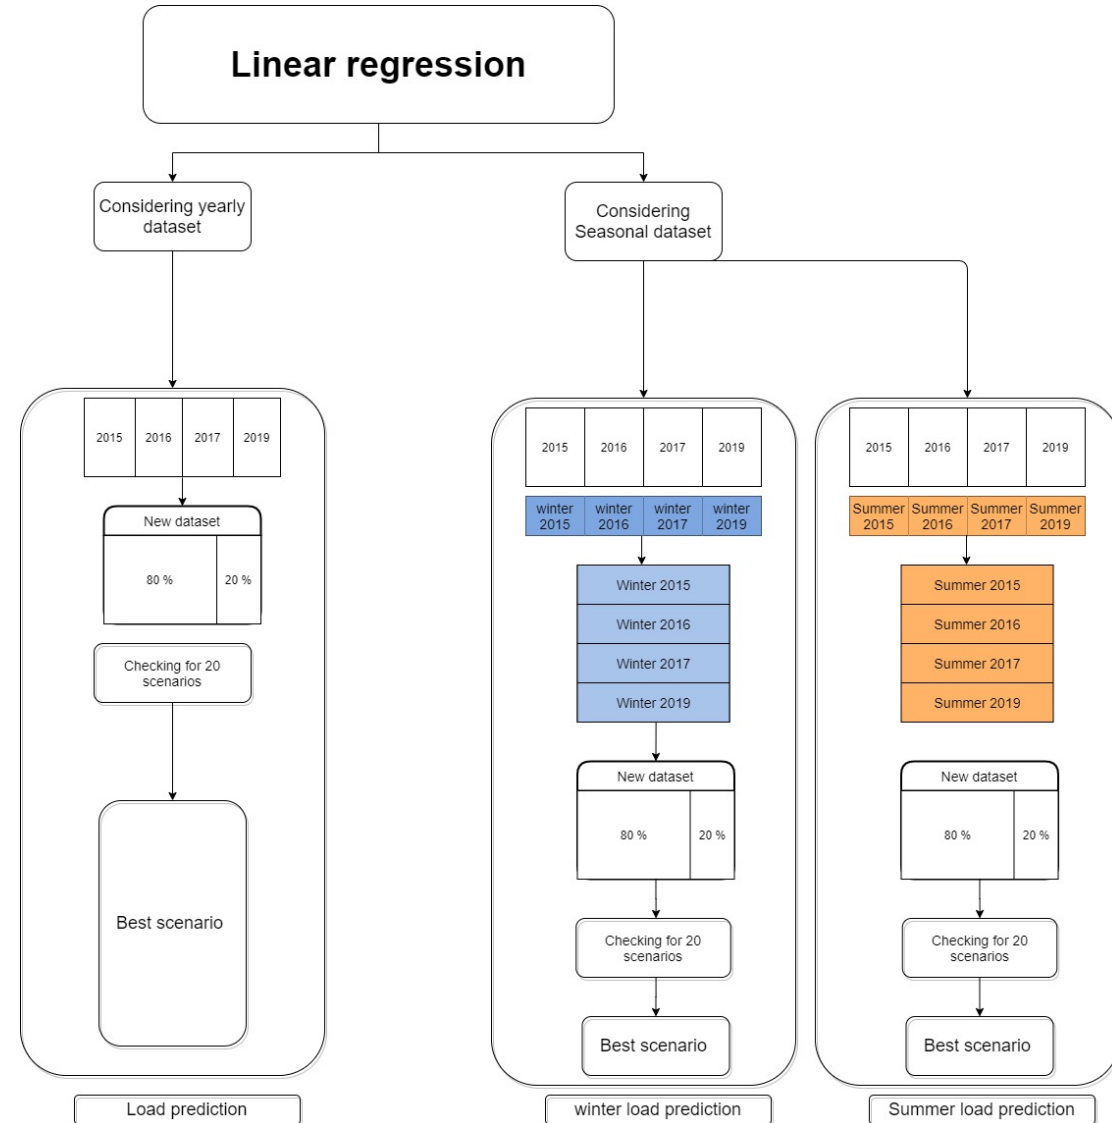 Linear regression
Considering yearly
dataset
Considering
Seasonal dataset
2015
2016
2017
2019
New dataset
80 %
20 %
Checking for 20
scenarios
Best scenario
Load prediction
2015
2016
2017
2019
winter
2015
winter
2016
winter
2017
winter
2019
Winter 2015
Winter 2016
Winter 2017
Winter 2019
New dataset
80 %
20 %
Checking for 20
scenarios
Best scenario
winter load prediction
2015
2016
2017
2019
Summer
2015
Summer
2016
Summer
2017
Summer
2019
Summer 2015
Summer 2016
Summer 2017
Summer 2019
New dataset
80 %
20 %
Checking for 20
scenarios
Best scenario
Summer load prediction